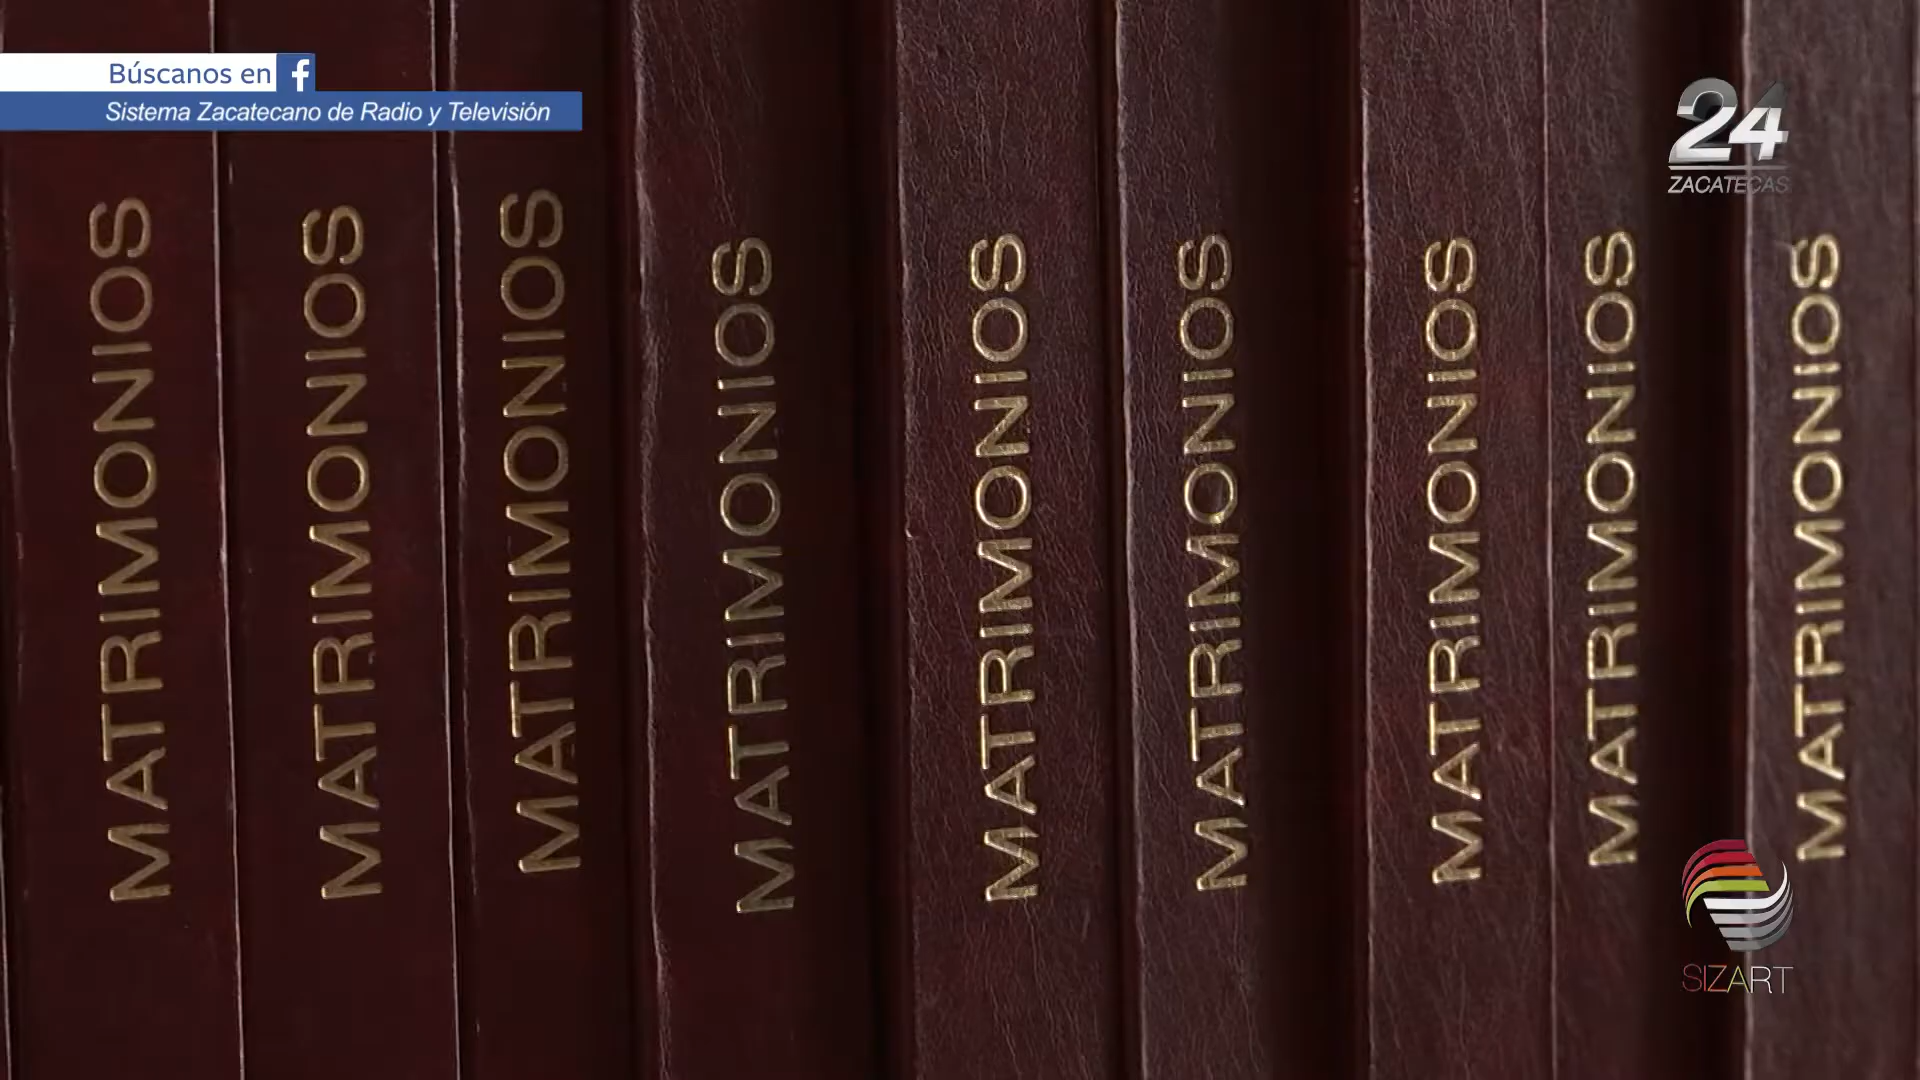 Búscanos en f
Sistema Zacatecano de Radio y Televisión
24
ZACATECAS
MATRIMONIOS
MATRIMONIOS
MATRIMONIOS
MATRIMONIOS
MATRIMONIOS
MATRIMONIOS
MATRIMONIOS
MATRIMONIOS
MATRIMONIOS
SIZART